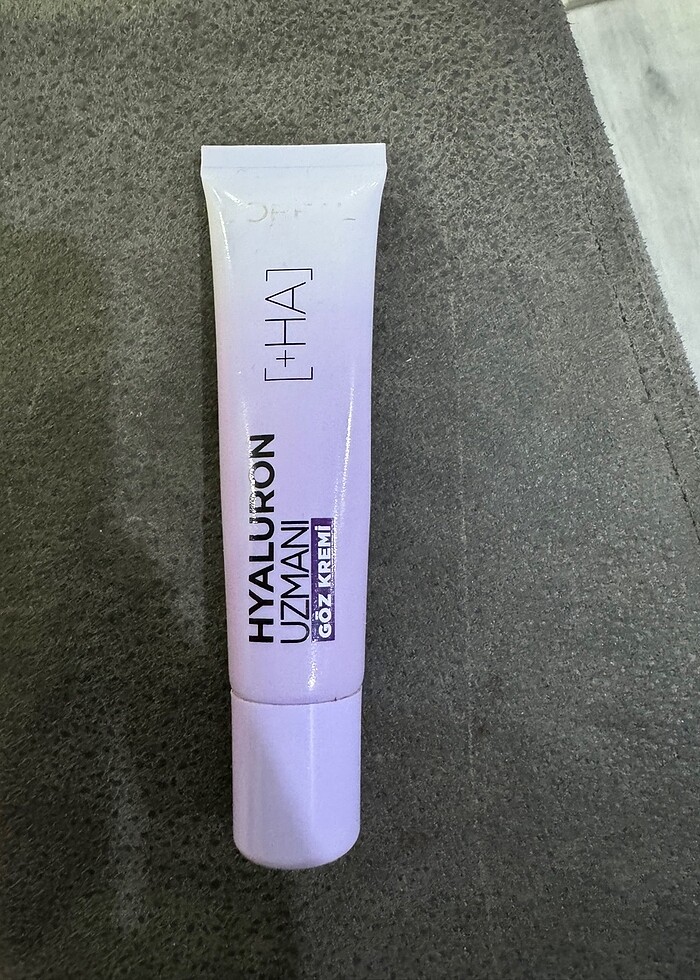 [+HA]
HYALURON
UZMANI
GÖZ KREMİ